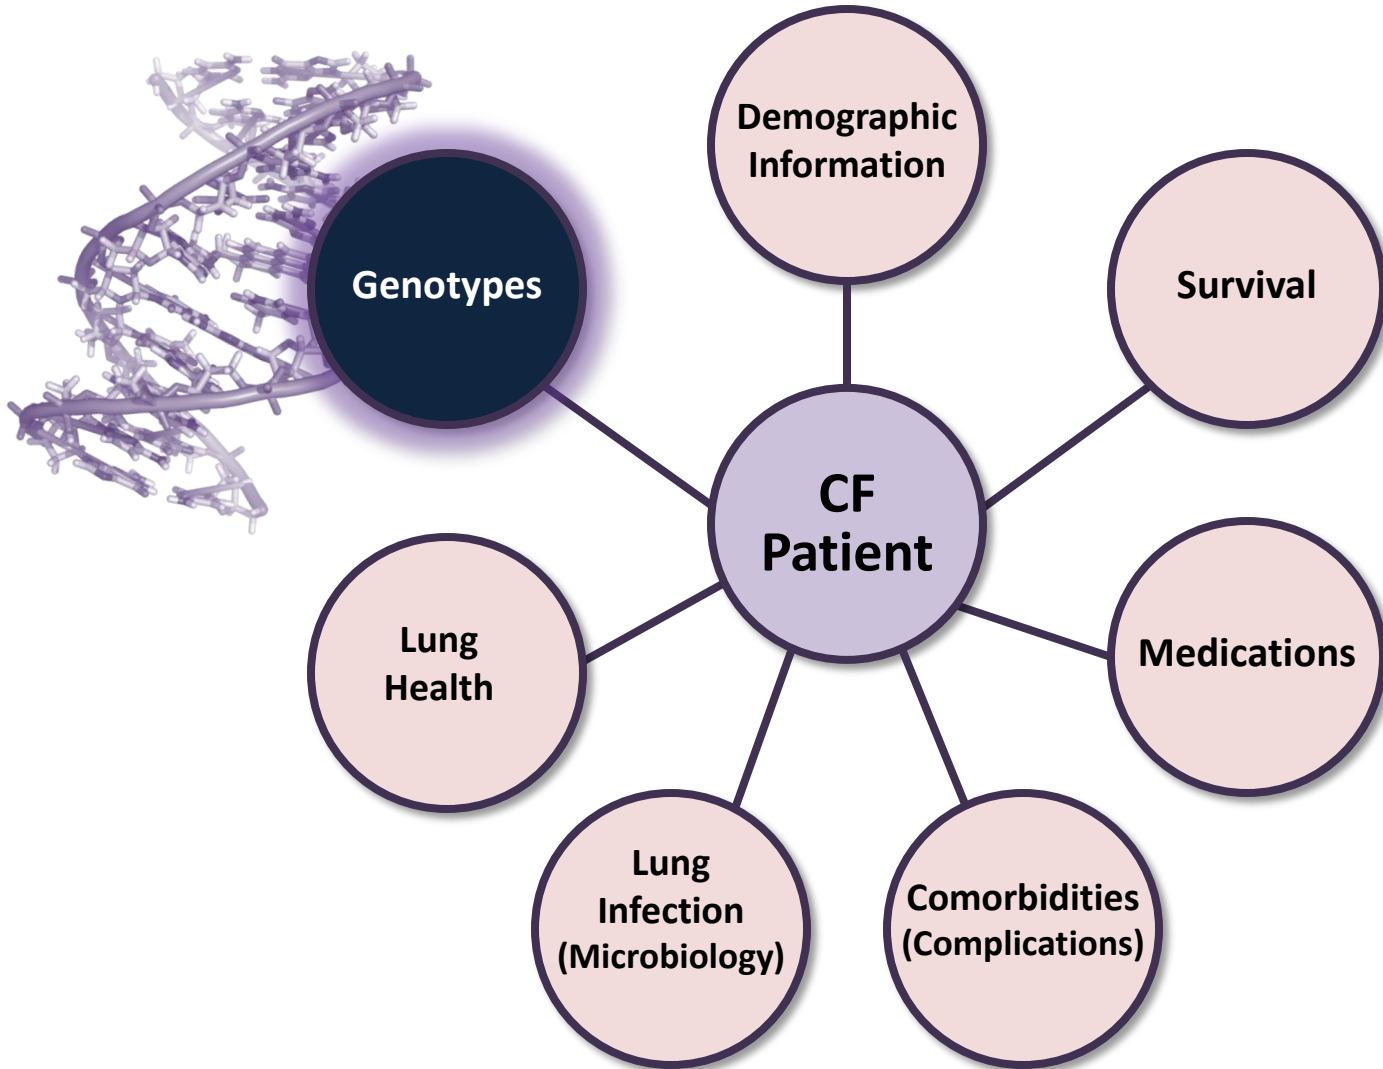 Demographic
Information
Genotypes
Survival
CF
Patient
Lung
Health
Medications
Lung
Infection
(Microbiology)
Comorbidities
(Complications)